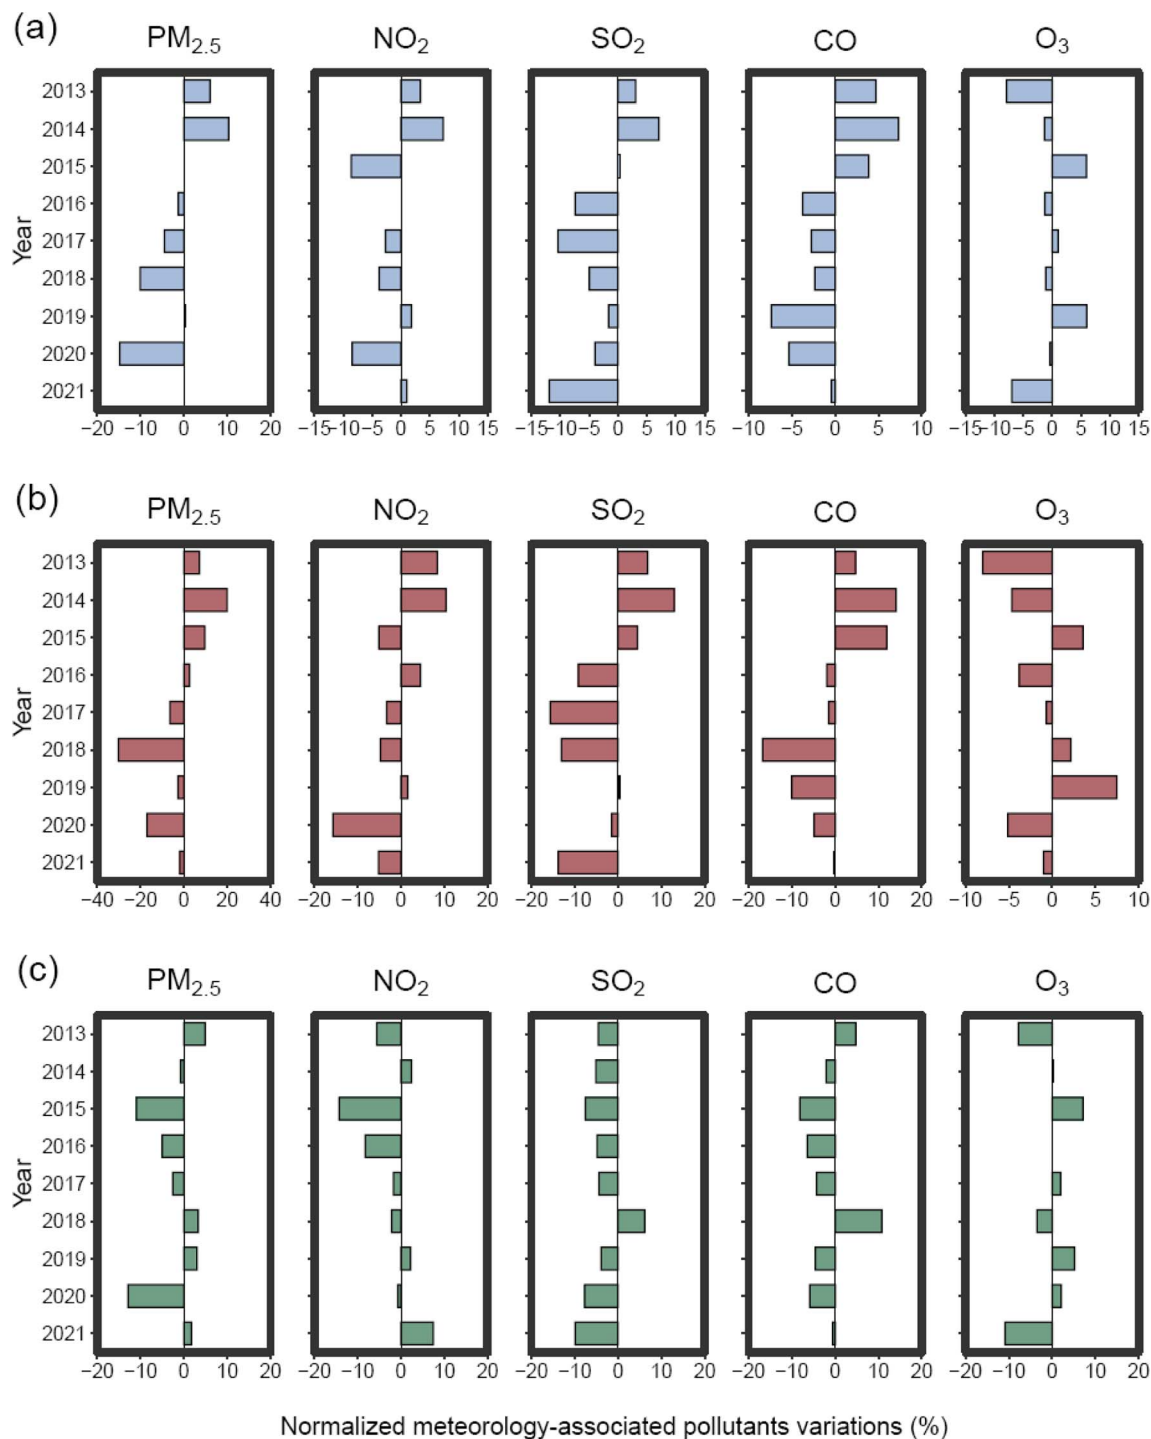 (a)
PM2.5 NO2 SO2 CO O3
Year
2013
2014
2015
2016
2017
2018
2019
2020
2021
−20 −10 0 10 20 −15 −10 −5 0 5 10 15 −15 −10 −5 0 5 10 15 −10 −5 0 5 10 −15 −10 −5 0 5 10 15
(b)
PM2.5 NO2 SO2 CO O3
Year
2013
2014
2015
2016
2017
2018
2019
2020
2021
−40 −20 0 20 40 −20 −10 0 10 20 −20 −10 0 10 20 −20 −10 0 10 20 −10 −5 0 5 10
(c)
PM2.5 NO2 SO2 CO O3
Year
2013
2014
2015
2016
2017
2018
2019
2020
2021
−20 −10 0 10 20 −20 −10 0 10 20 −20 −10 0 10 20 −20 −10 0 10 20 −20 −10 0 10 20
Normalized meteorology-associated pollutants variations (%)